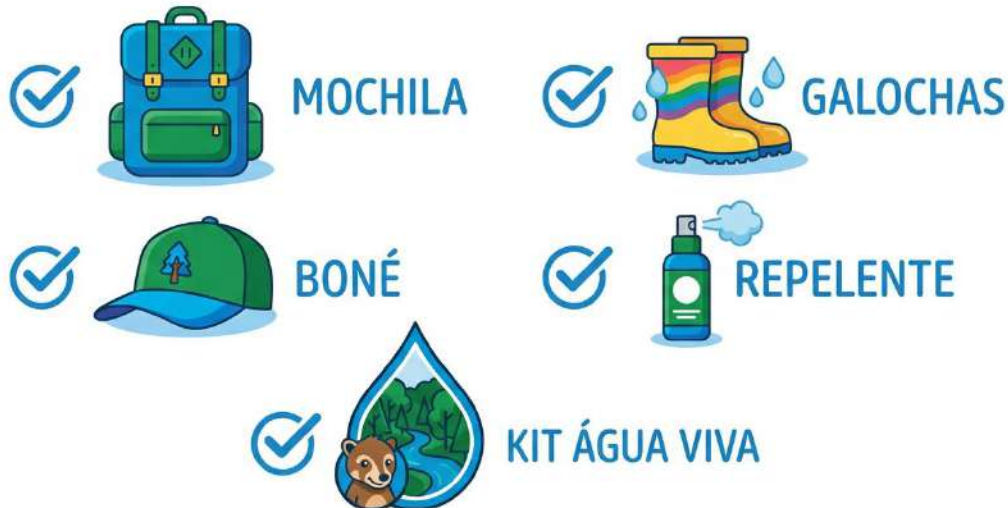 MOCHILA
GALOCHAS
BONÉ
REPELENTE
KIT ÁGUA VIVA